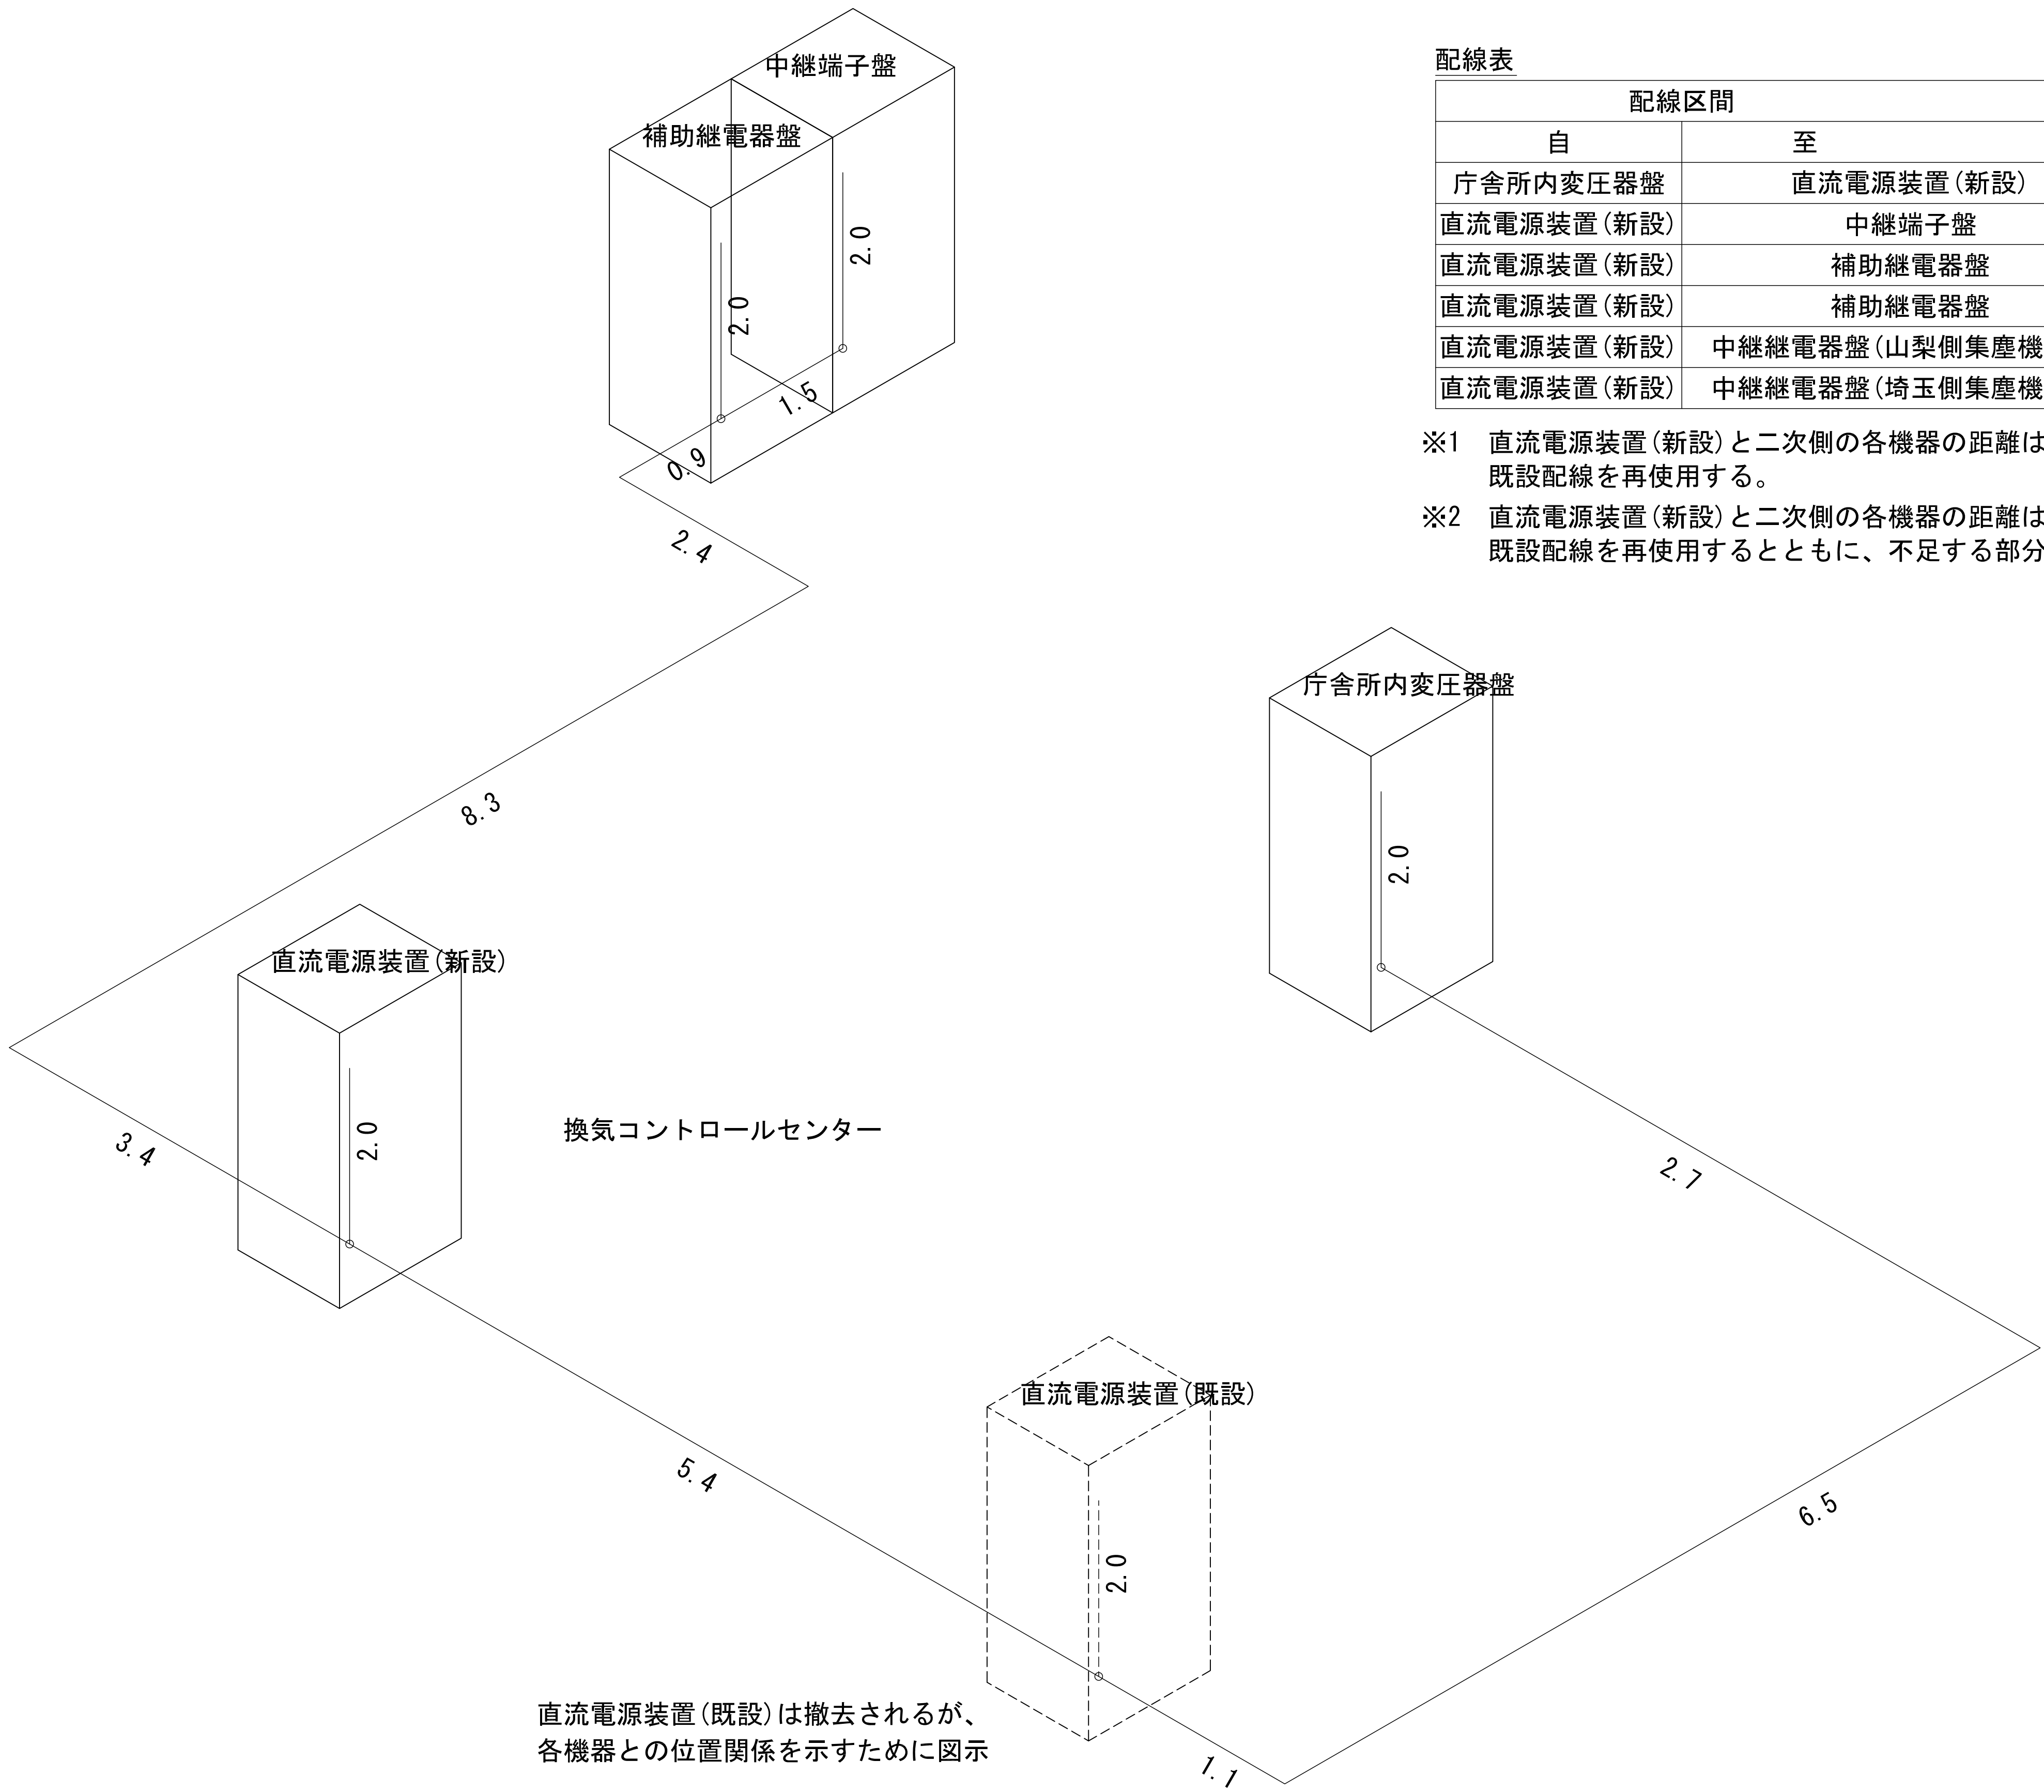 中継端子盤
補助継電器盤
2.0
2.0
1.5
0.9
2.4
8.3
配線表
配線区間
自 至
庁舎所内変圧器盤 直流電源装置(新設)
直流電源装置(新設) 中継端子盤
直流電源装置(新設) 補助継電器盤
直流電源装置(新設) 補助継電器盤
直流電源装置(新設) 中継継電器盤(山梨側集塵機
直流電源装置(新設) 中継継電器盤(埼玉側集塵機
※1 直流電源装置(新設)と二次側の各機器の距離は
既設配線を再使用する。
※2 直流電源装置(新設)と二次側の各機器の距離は
既設配線を再使用するとともに、不足する部分
庁舎所内変圧器盤
2.0
直流電源装置(新設)
2.0
3.4
換気コントロールセンター
2.7
直流電源装置(既設)
5.4
6.5
2.0
直流電源装置(既設)は撤去されるが、
各機器との位置関係を示すために図示
1.1